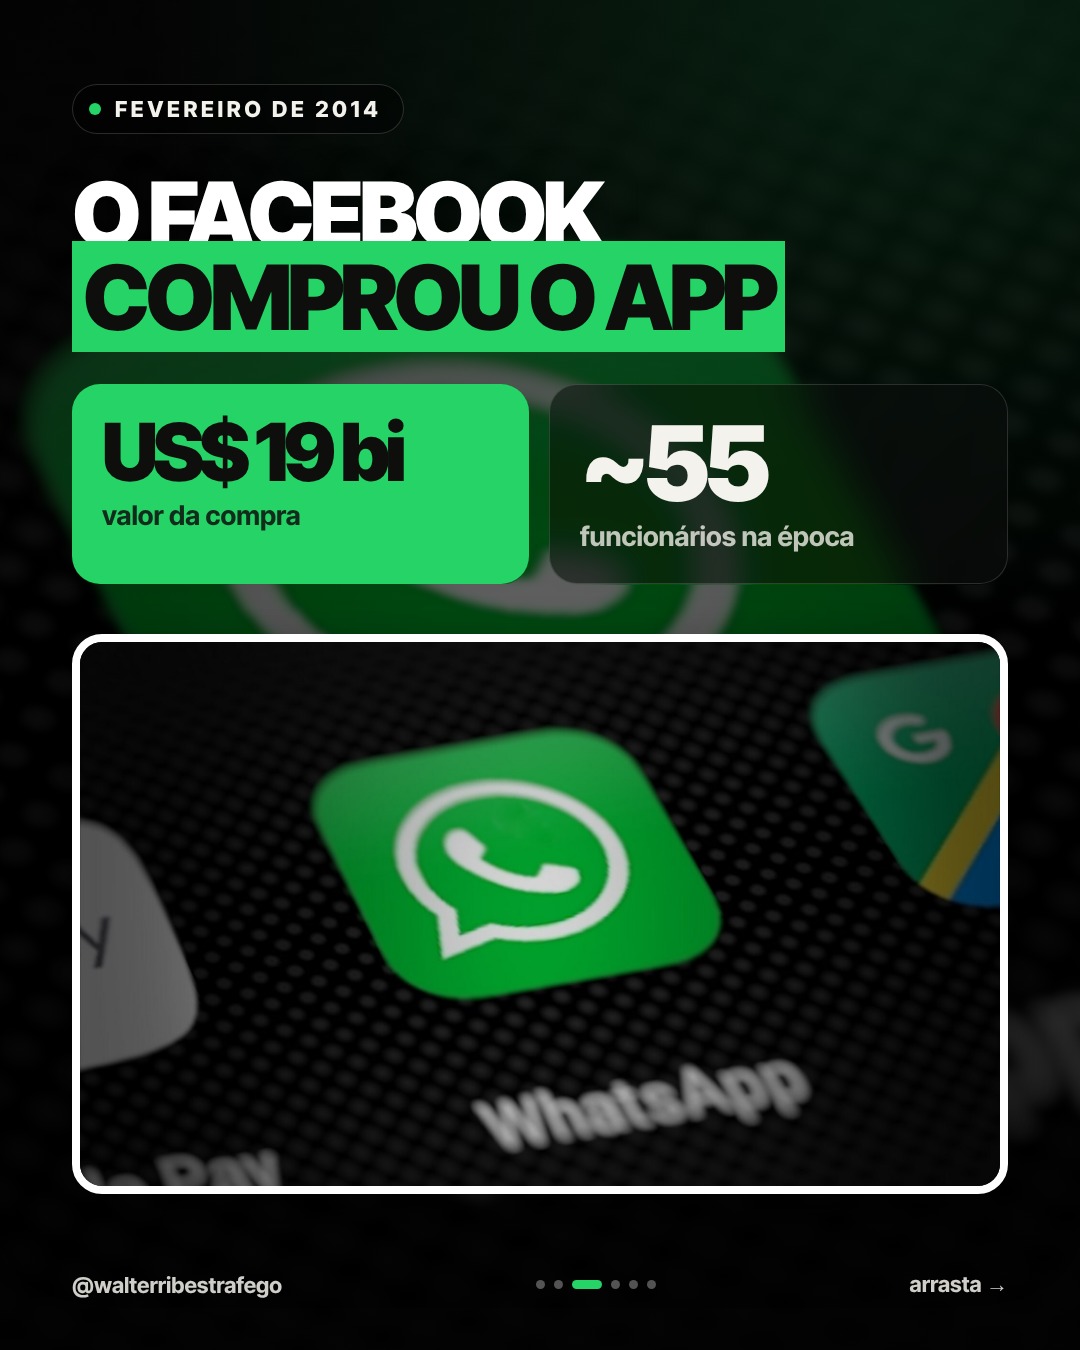 FEVEREIRO DE 2014
O FACEBOOK
COMPROU O APP
US$ 19 bi
valor da compra
~55
funcionários na época
G
y
WhatsApp
Pay
@walterribestrafego
arrasta →